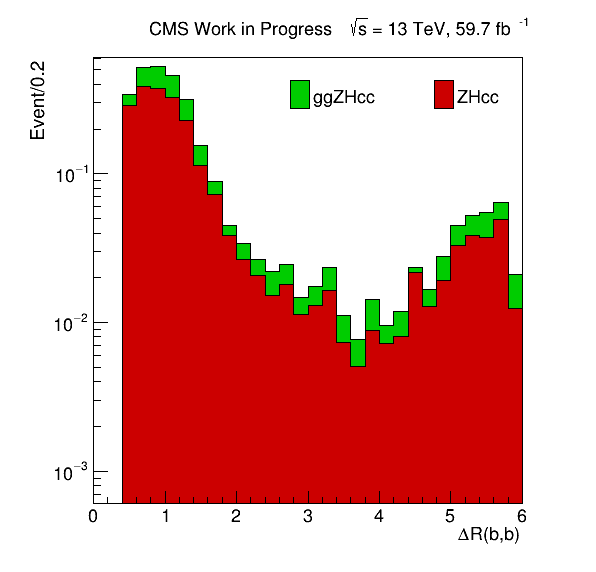 CMS Work in Progress √s = 13 TeV, 59.7 fb⁻¹
Event/0.2
ggZHcc ZHcc
10⁻¹
10⁻²
10⁻³
0 1 2 3 4 5 6
ΔR(b,b)